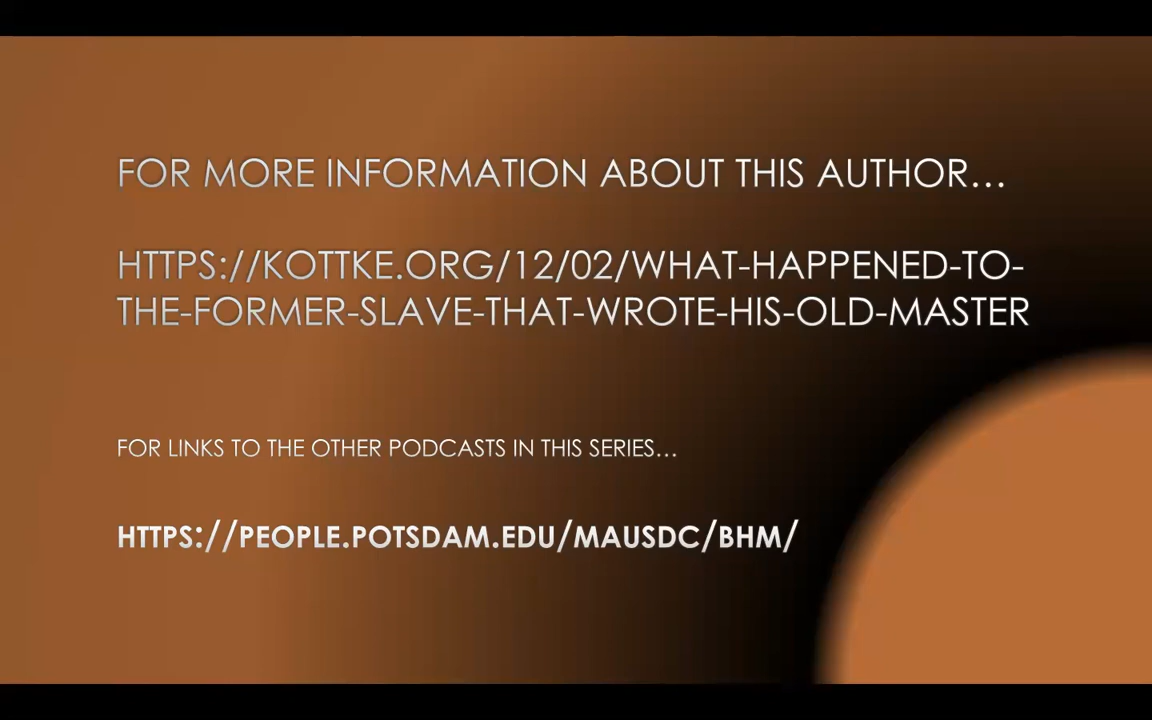 FOR MORE INFORMATION ABOUT THIS AUTHOR…
HTTPS://KOTTKE.ORG/12/02/WHAT-HAPPENED-TO-
THE-FORMER-SLAVE-THAT-WROTE-HIS-OLD-MASTER
FOR LINKS TO THE OTHER PODCASTS IN THIS SERIES…
HTTPS://PEOPLE.POTSDAM.EDU/MAUSDC/BHM/